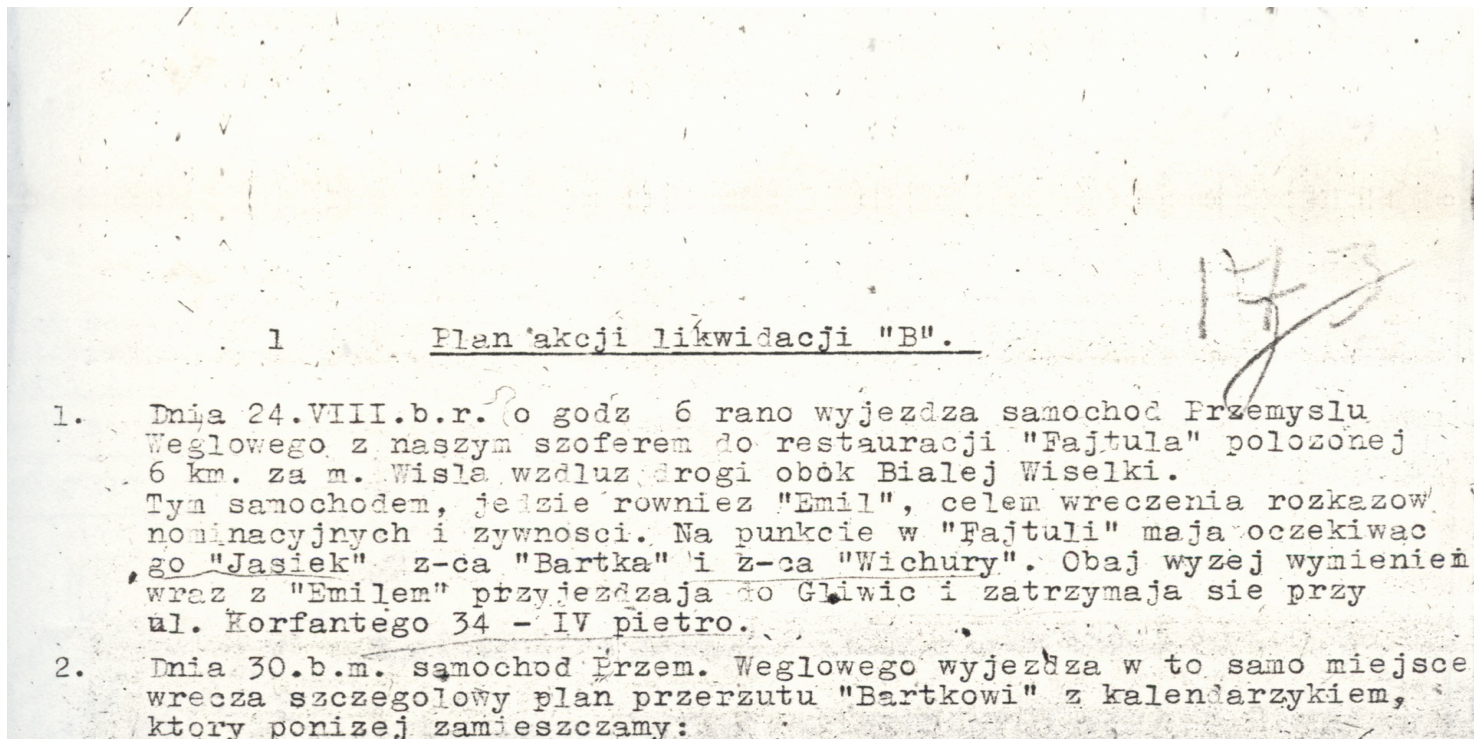 1 Plan akcji likwidacji "B".
1. Dnia 24.VIII.b.r. o godz 6 rano wyjezdza samochod Przemyslu
Weglowego z naszym szoferem do restauracji "Fajtula" polozonej
6 km. za m. Wisla wzdluz drogi obok Bialej Wiselki.
Tym samochodem, jedzie rowniez "Emil", celem wreczenia rozkazow
nominacyjnych i zywnosci. Na punkcie w "Fajtuli" maja oczekiwac
go "Jasiek" z-ca "Bartka" i z-ca "Wichury". Obaj wyzej wymienien
wraz z "Emilem" przyjezdzaja do Gliwic i zatrzymaja sie przy
ul. Korfantego 34 - IV pietro.
2. Dnia 30.b.m. samochod Przem. Weglowego wyjezdza w to samo miejsce
wrecza szczegolowy plan przerzutu "Bartkowi" z kalendarzykiem,
ktory ponizej zamieszczamy: